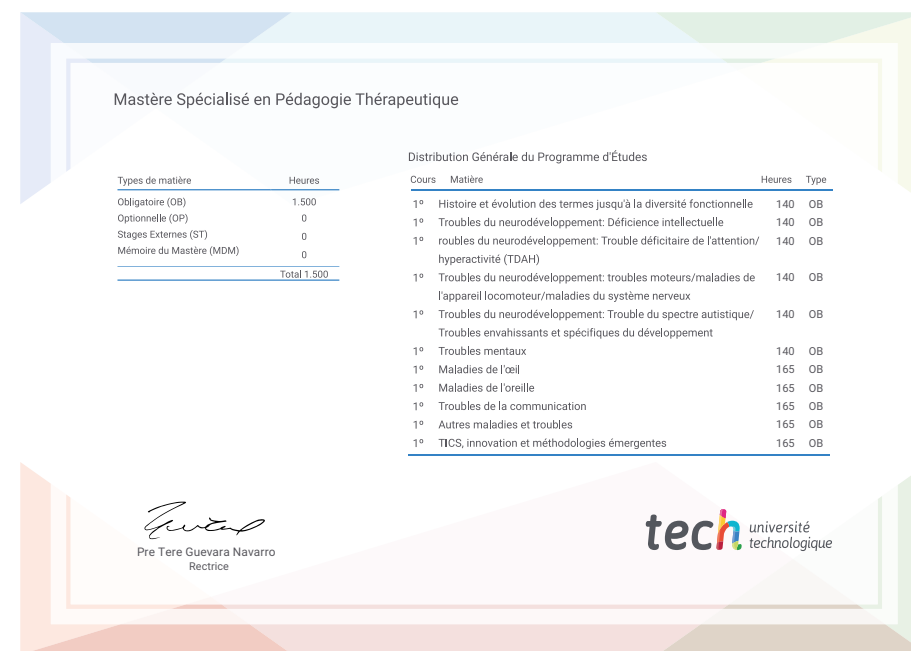 Mastère Spécialisé en Pédagogie Thérapeutique
Types de matière Heures
Obligatoire (OB) 1.500
Optionnelle (OP) 0
Stages Externes (ST) 0
Mémoire du Mastère (MDM) 0
Total 1.500
Distribution Générale du Programme d'Études
Cours Matière Heures Type
1º Histoire et évolution des termes jusqu'à la diversité fonctionnelle 140 OB
1º Troubles du neurodéveloppement: Déficience intellectuelle 140 OB
1º roubles du neurodéveloppement: Trouble déficitaire de l'attention/ 140 OB
hyperactivité (TDAH)
1º Troubles du neurodéveloppement: troubles moteurs/maladies de 140 OB
l'appareil locomoteur/maladies du système nerveux
1º Troubles du neurodéveloppement: Trouble du spectre autistique/ 140 OB
Troubles envahissants et spécifiques du développement
1º Troubles mentaux 140 OB
1º Maladies de l'œil 165 OB
1º Maladies de l'oreille 165 OB
1º Troubles de la communication 165 OB
1º Autres maladies et troubles 165 OB
1º TICS, innovation et méthodologies émergentes 165 OB
Pre Tere Guevara Navarro
Rectrice
tech université
technologique